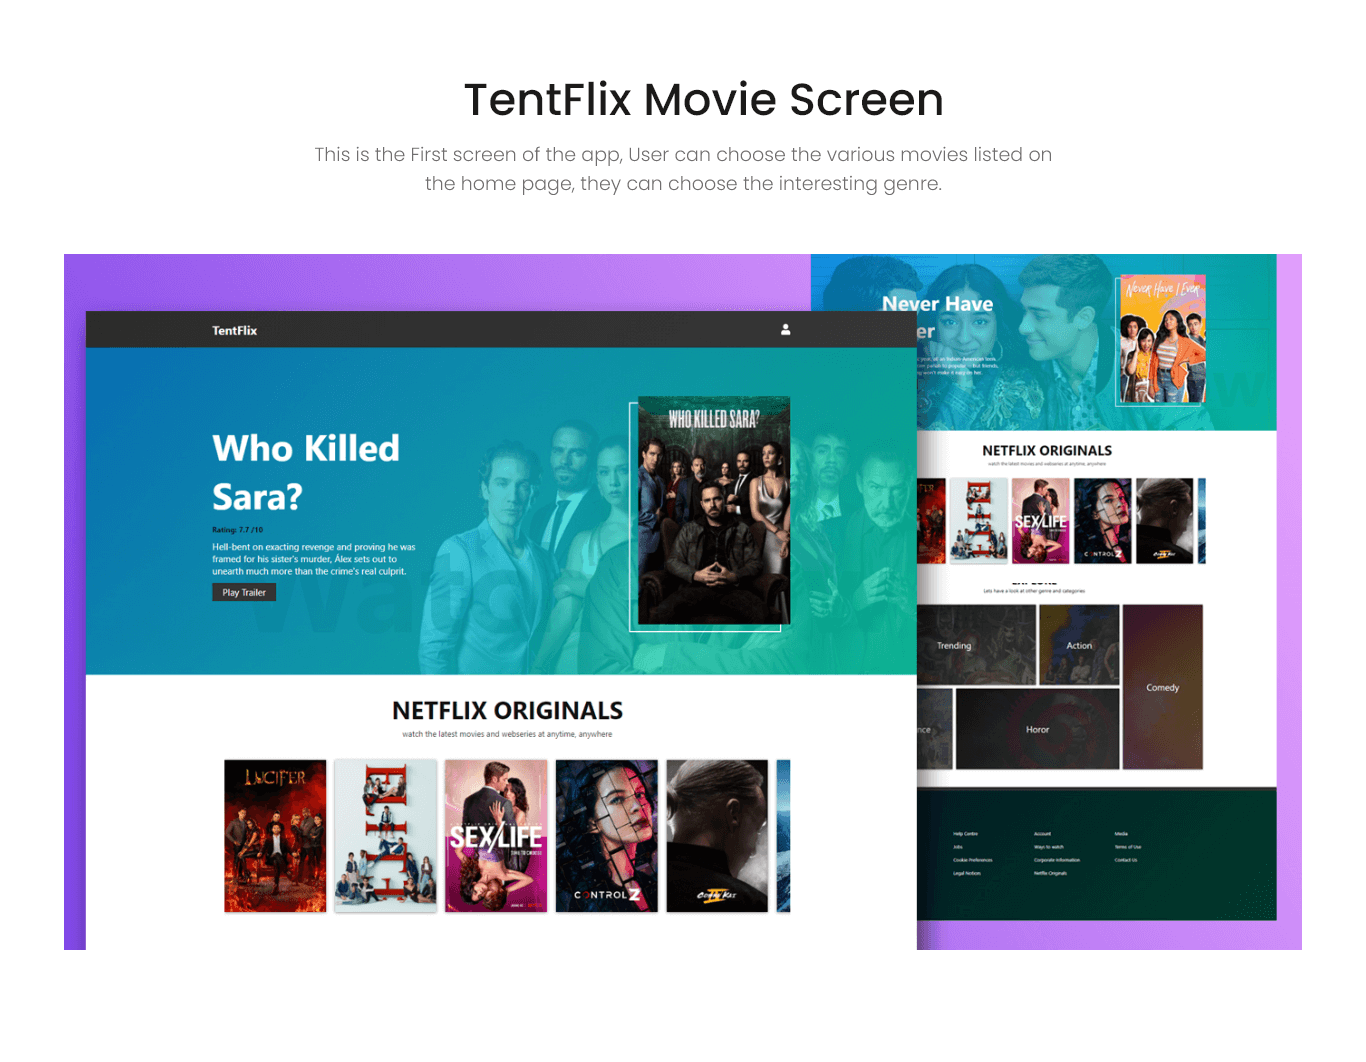 TentFlix Movie Screen
This is the First screen of the app, User can choose the various movies listed on
the home page, they can choose the interesting genre.
TentFlix
Who Killed
Sara?
Rating: 7.7 /10
Hell-bent on exacting revenge and proving he was
framed for his sister's murder, Álex sets out to
unearth much more than the crime's real culprit.
Play Trailer
WHO KILLED SARA?
NETFLIX ORIGINALS
watch the latest movies and webseries at anytime, anywhere
LUCIFER
ELITE
SEX/LIFE
CONTROL Z
COBRA KAI
Never Have
er
Never Have I Ever
NETFLIX ORIGINALS
watch the latest movies and webseries at anytime, anywhere
SEX/LIFE
CONTROL Z
EXPLORE
Lets have a look at other genre and categories
Trending
Action
Comedy
nce
Horor
Help Centre
Account
Media
Jobs
Ways to watch
Terms of Use
Cookie Preferences
Corporate Information
Contact Us
Legal Notices
Netflix Originals